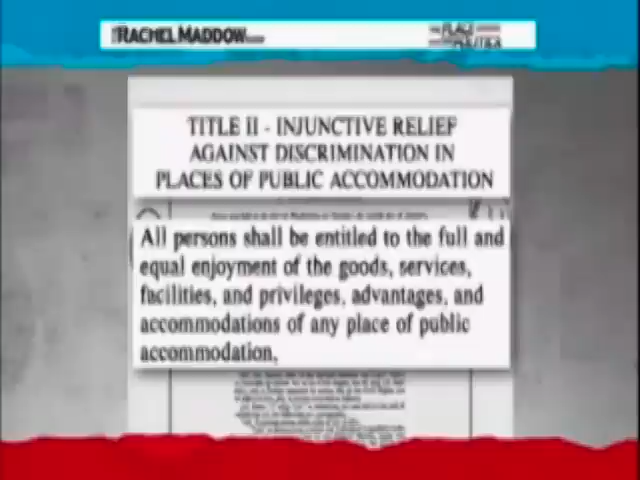 RACHEL MADDOW
THE PLACE
TITLE II - INJUNCTIVE RELIEF
AGAINST DISCRIMINATION IN
PLACES OF PUBLIC ACCOMMODATION
All persons shall be entitled to the full and
equal enjoyment of the goods, services,
facilities, and privileges, advantages, and
accommodations of any place of public
accommodation,